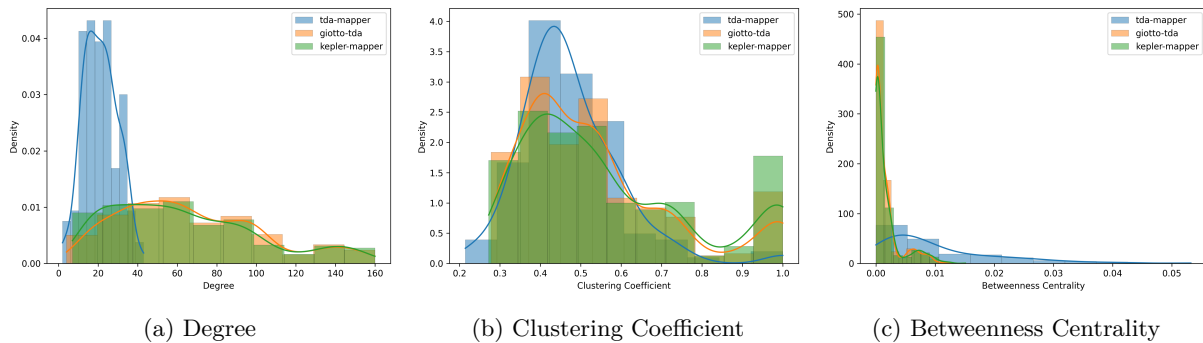 tda-mapper
giotto-tda
kepler-mapper
0.04
0.03
0.02
0.01
0.00
Density
0 20 40 60 80 100 120 140 160
Degree
(a) Degree
tda-mapper
giotto-tda
kepler-mapper
4.0
3.5
3.0
2.5
2.0
1.5
1.0
0.5
0.0
Density
0.2 0.3 0.4 0.5 0.6 0.7 0.8 0.9 1.0
Clustering Coefficient
(b) Clustering Coefficient
tda-mapper
giotto-tda
kepler-mapper
500
400
300
200
100
0
Density
0.00 0.01 0.02 0.03 0.04 0.05
Betweenness Centrality
(c) Betweenness Centrality